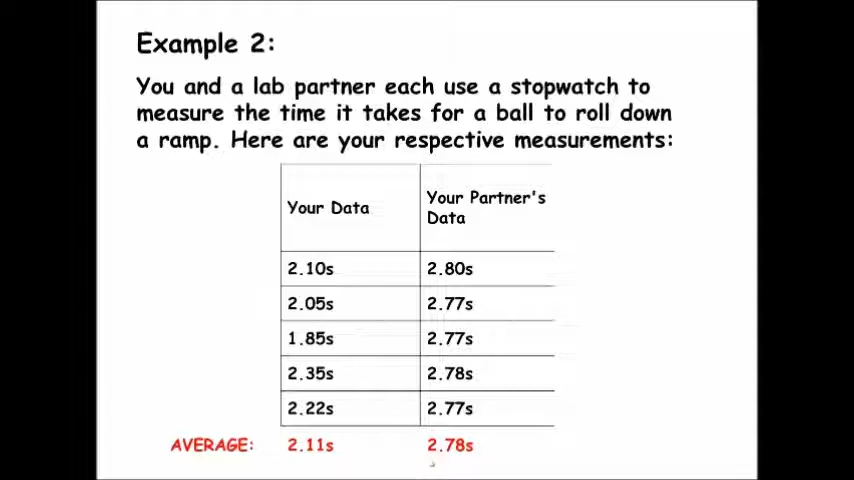 Example 2:
You and a lab partner each use a stopwatch to
measure the time it takes for a ball to roll down
a ramp. Here are your respective measurements:
Your Data
Your Partner's
Data
2.10s 2.80s
2.05s 2.77s
1.85s 2.77s
2.35s 2.78s
2.22s 2.77s
AVERAGE: 2.11s 2.78s